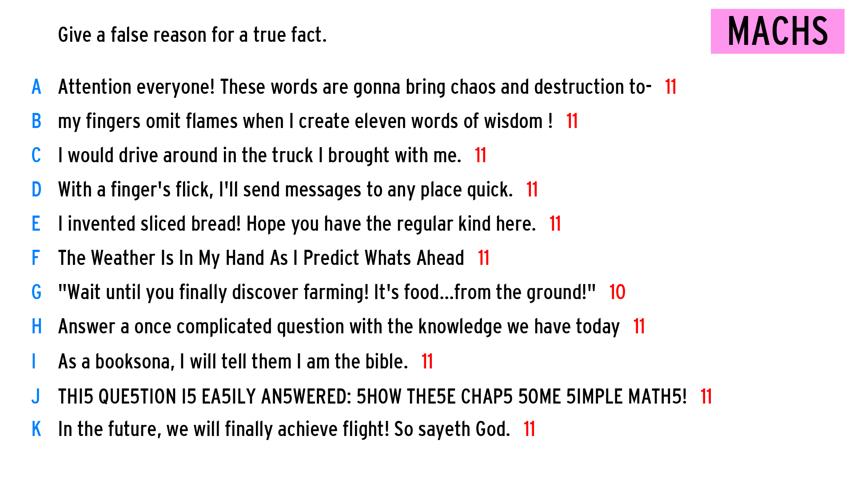 Give a false reason for a true fact.
MACHS
A Attention everyone! These words are gonna bring chaos and destruction to- 11
B my fingers omit flames when I create eleven words of wisdom ! 11
C I would drive around in the truck I brought with me. 11
D With a finger's flick, I'll send messages to any place quick. 11
E I invented sliced bread! Hope you have the regular kind here. 11
F The Weather Is In My Hand As I Predict Whats Ahead 11
G "Wait until you finally discover farming! It's food...from the ground!" 10
H Answer a once complicated question with the knowledge we have today 11
I As a booksona, I will tell them I am the bible. 11
J THI5 QUE5TION I5 EA5ILY AN5WERED: 5HOW THE5E CHAP5 5OME 5IMPLE MATH5! 11
K In the future, we will finally achieve flight! So sayeth God. 11